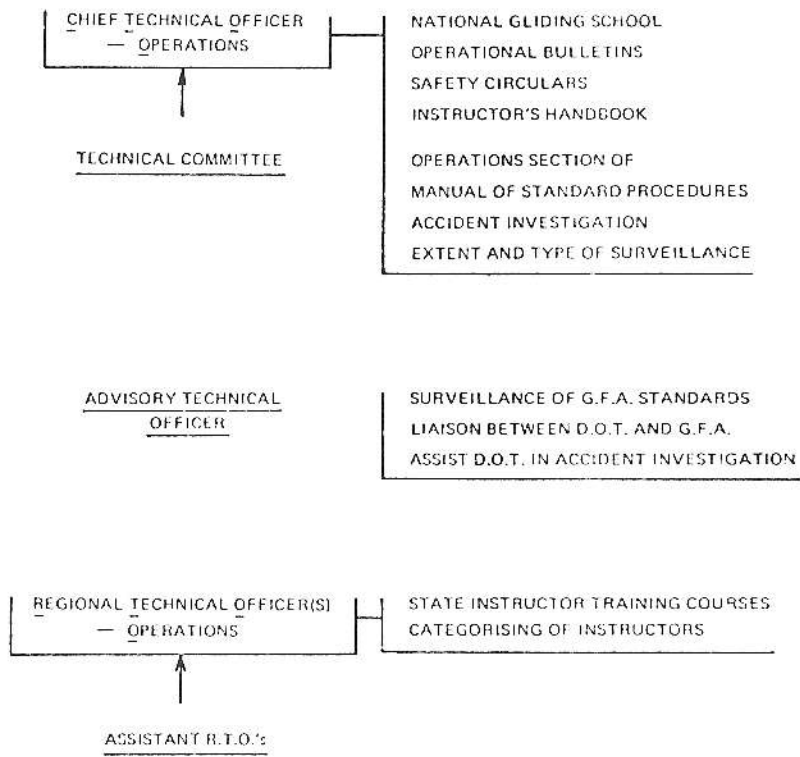 CHIEF TECHNICAL OFFICER
— OPERATIONS
TECHNICAL COMMITTEE
NATIONAL GLIDING SCHOOL
OPERATIONAL BULLETINS
SAFETY CIRCULARS
INSTRUCTOR'S HANDBOOK
OPERATIONS SECTION OF
MANUAL OF STANDARD PROCEDURES
ACCIDENT INVESTIGATION
EXTENT AND TYPE OF SURVEILLANCE
ADVISORY TECHNICAL
OFFICER
SURVEILLANCE OF G.F.A. STANDARDS
LIAISON BETWEEN D.O.T. AND G.F.A.
ASSIST D.O.T. IN ACCIDENT INVESTIGATION
REGIONAL TECHNICAL OFFICER(S)
— OPERATIONS
STATE INSTRUCTOR TRAINING COURSES
CATEGORISING OF INSTRUCTORS
ASSISTANT R.T.O.'s